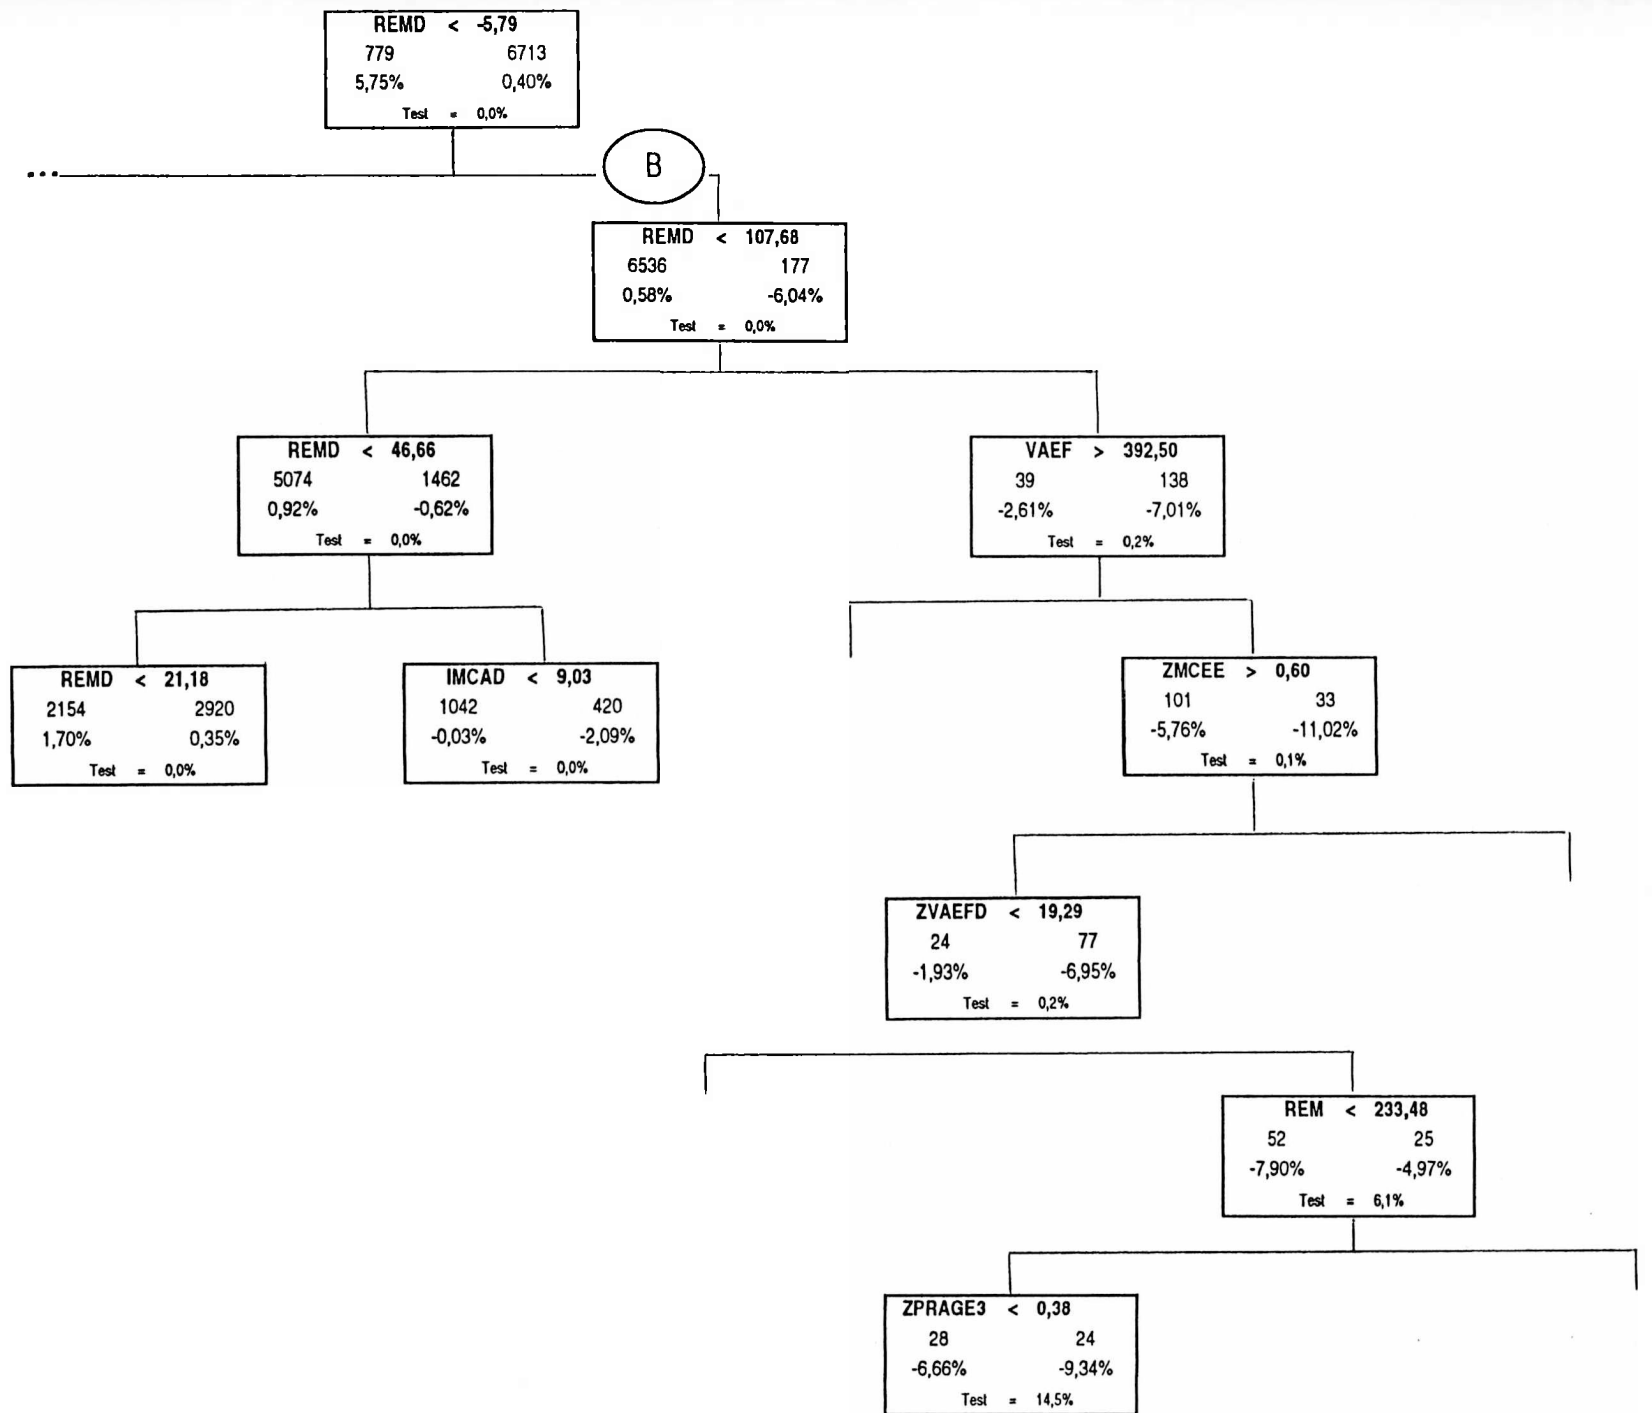 REMD < -5,79
779 6713
5,75% 0,40%
Test = 0,0%
...
B
REMD < 107,68
6536 177
0,58% -6,04%
Test = 0,0%
REMD < 46,66
5074 1462
0,92% -0,62%
Test = 0,0%
VAEF > 392,50
39 138
-2,61% -7,01%
Test = 0,2%
REMD < 21,18
2154 2920
1,70% 0,35%
Test = 0,0%
IMCAD < 9,03
1042 420
-0,03% -2,09%
Test = 0,0%
ZMCEE > 0,60
101 33
-5,76% -11,02%
Test = 0,1%
ZVAEFD < 19,29
24 77
-1,93% -6,95%
Test = 0,2%
REM < 233,48
52 25
-7,90% -4,97%
Test = 6,1%
ZPRAGE3 < 0,38
28 24
-6,66% -9,34%
Test = 14,5%